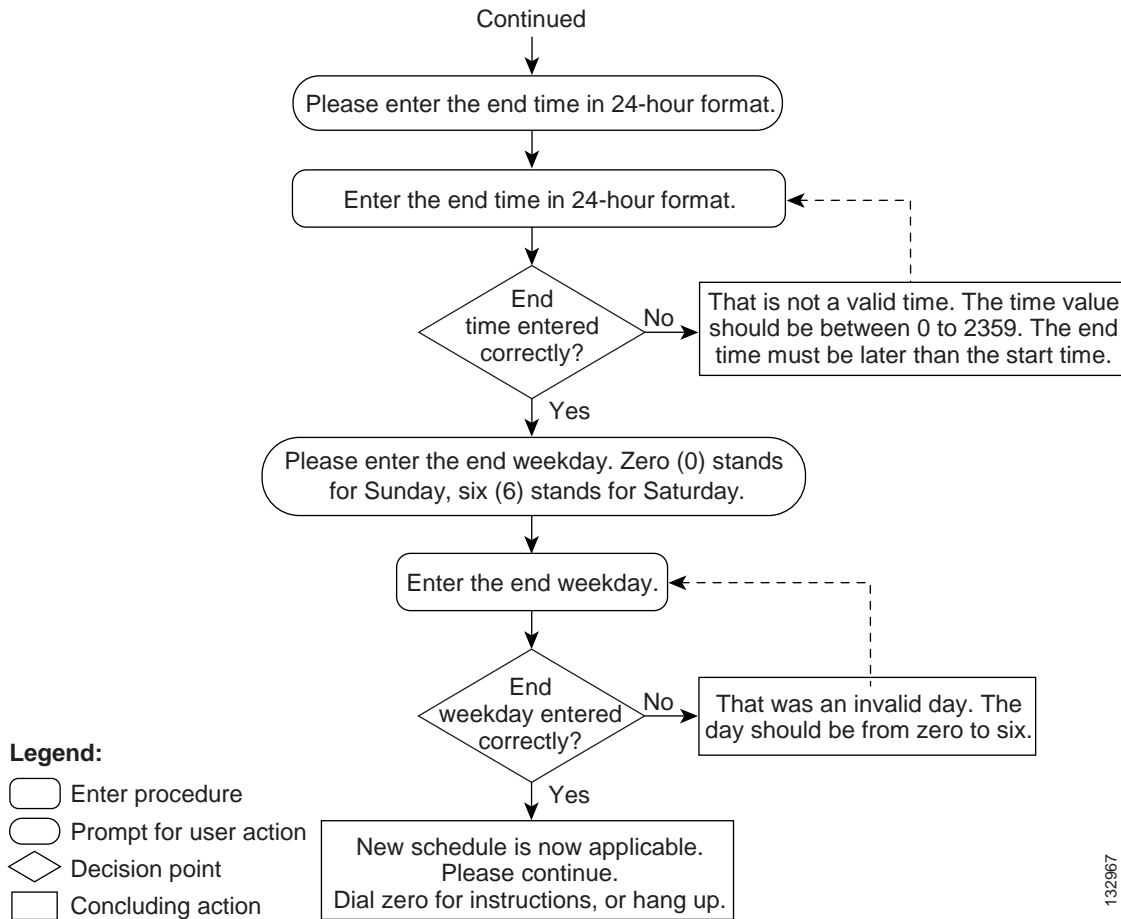 Continued
Please enter the end time in 24-hour format.
Enter the end time in 24-hour format.
End
time entered
correctly?
No
That is not a valid time. The time value
should be between 0 to 2359. The end
time must be later than the start time.
Yes
Please enter the end weekday. Zero (0) stands
for Sunday, six (6) stands for Saturday.
Enter the end weekday.
End
weekday entered
correctly?
No
That was an invalid day. The
day should be from zero to six.
Yes
New schedule is now applicable.
Please continue.
Dial zero for instructions, or hang up.
Legend:
Enter procedure
Prompt for user action
Decision point
Concluding action
132967